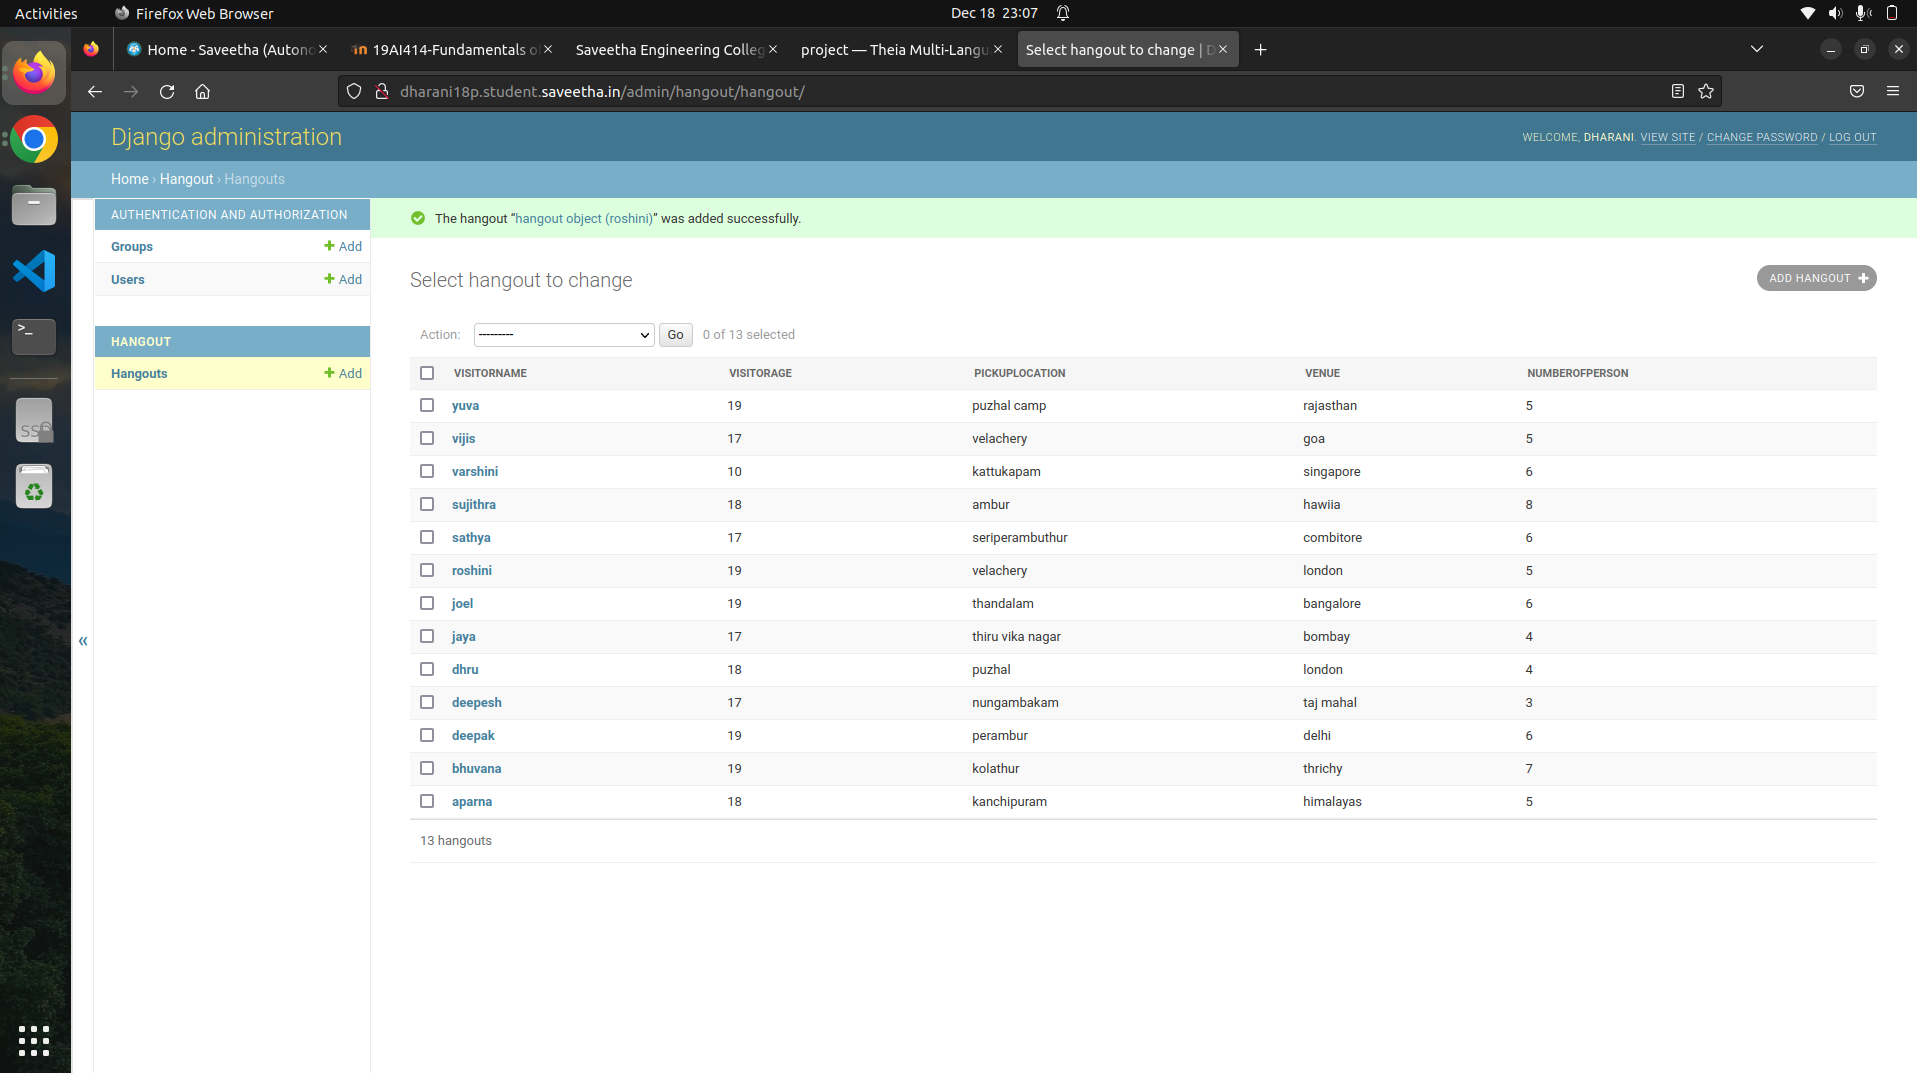 Activities
Firefox Web Browser
Dec 18 23:07
Home - Saveetha (Autono
19AI414-Fundamentals o
Saveetha Engineering Colleg
project — Theia Multi-Langu
Select hangout to change | D
dharani18p.student.saveetha.in/admin/hangout/hangout/
Django administration
WELCOME, DHARANI. VIEW SITE / CHANGE PASSWORD / LOG OUT
Home › Hangout › Hangouts
AUTHENTICATION AND AUTHORIZATION
Groups + Add
Users + Add
HANGOUT
Hangouts + Add
«
The hangout “hangout object (roshini)” was added successfully.
Select hangout to change
ADD HANGOUT +
Action: --------- Go 0 of 13 selected
VISITORNAME VISITORAGE PICKUPLOCATION VENUE NUMBEROFPERSON
yuva 19 puzhal camp rajasthan 5
vijis 17 velachery goa 5
varshini 10 kattukapam singapore 6
sujithra 18 ambur hawiia 8
sathya 17 seriperambuthur combitore 6
roshini 19 velachery london 5
joel 19 thandalam bangalore 6
jaya 17 thiru vika nagar bombay 4
dhru 18 puzhal london 4
deepesh 17 nungambakam taj mahal 3
deepak 19 perambur delhi 6
bhuvana 19 kolathur thrichy 7
aparna 18 kanchipuram himalayas 5
13 hangouts